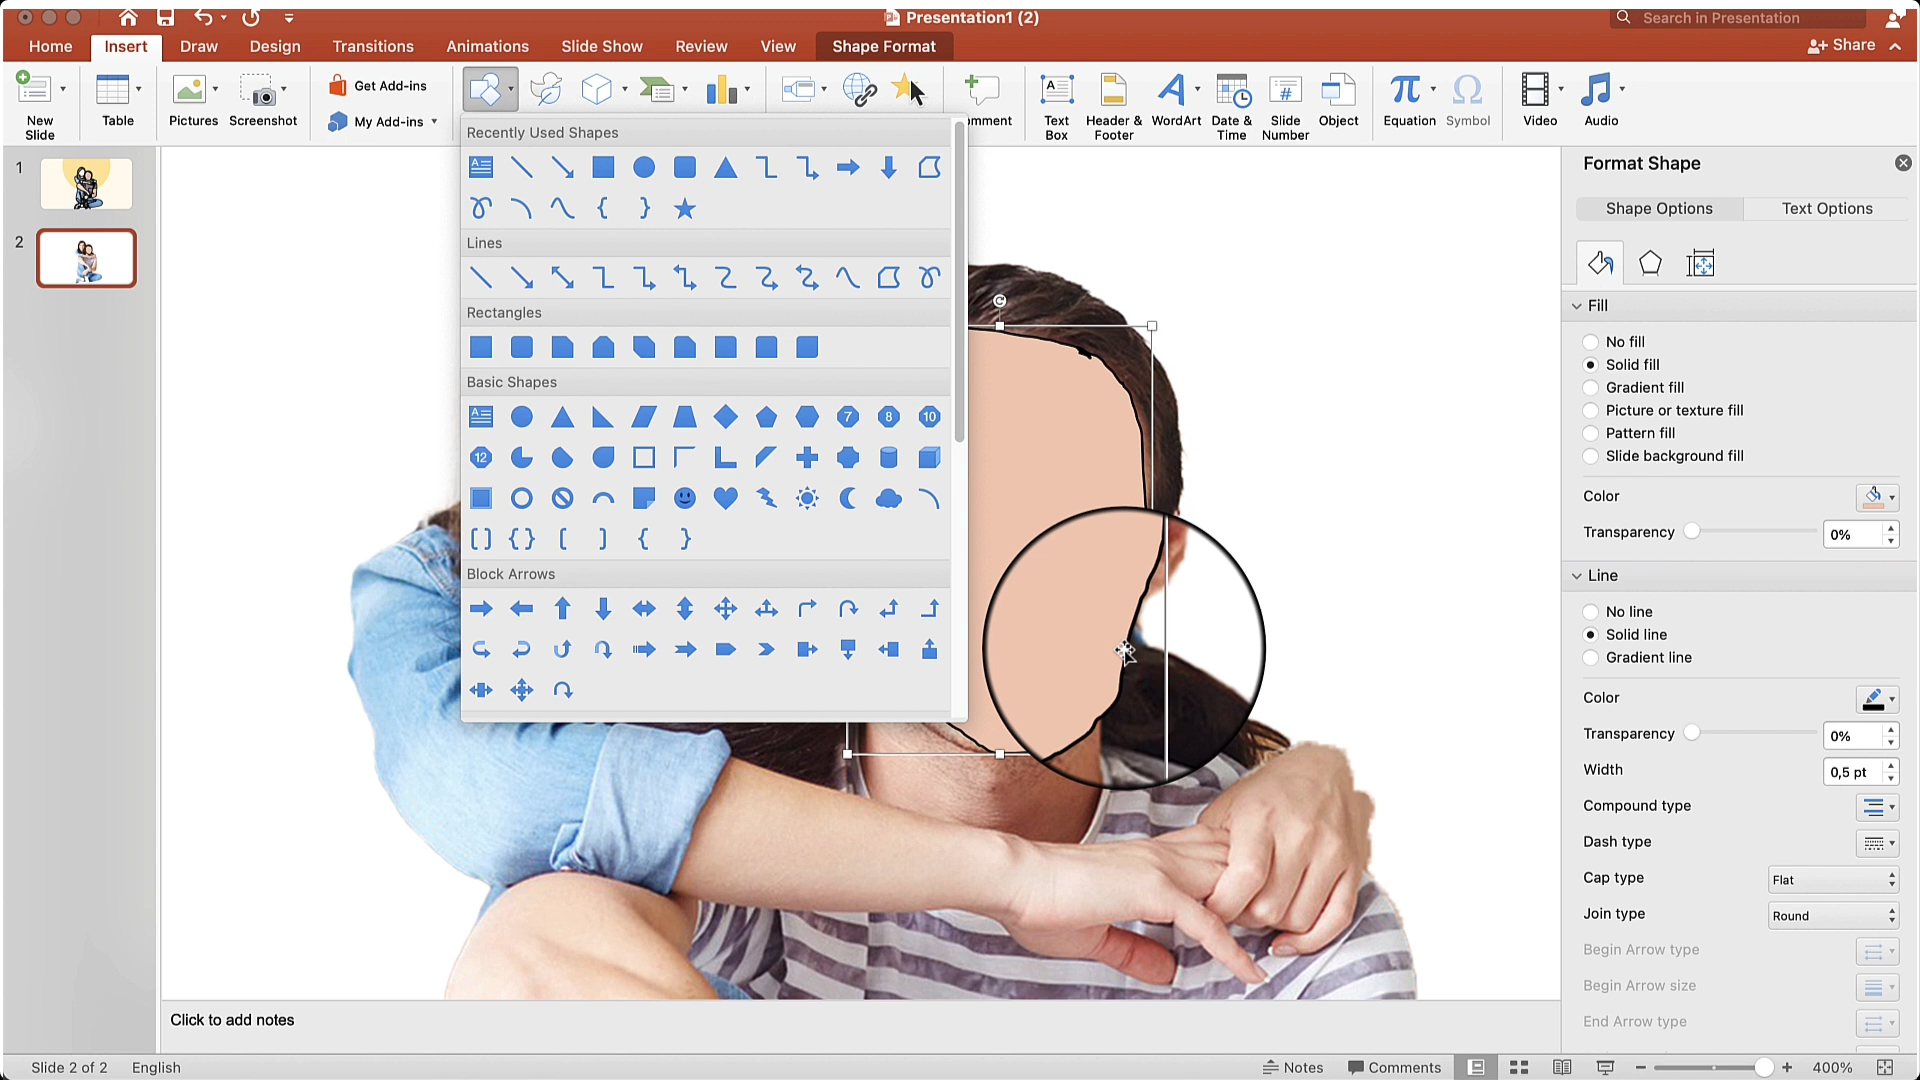 Presentation1 (2)
Search in Presentation
Home
Insert
Draw
Design
Transitions
Animations
Slide Show
Review
View
Shape Format
Share
New
Slide
Table
Pictures
Screenshot
Get Add-ins
My Add-ins
mment
Text
Box
Header &
Footer
WordArt
Date &
Time
Slide
Number
Object
Equation
Symbol
Video
Audio
1
2
Recently Used Shapes
Lines
Rectangles
Basic Shapes
7
8
10
12
Block Arrows
Format Shape
Shape Options
Text Options
Fill
No fill
Solid fill
Gradient fill
Picture or texture fill
Pattern fill
Slide background fill
Color
Transparency
0%
Line
No line
Solid line
Gradient line
Color
Transparency
0%
Width
0,5 pt
Compound type
Dash type
Cap type
Flat
Join type
Round
Begin Arrow type
Begin Arrow size
End Arrow type
Click to add notes
Slide 2 of 2
English
Notes
Comments
400%